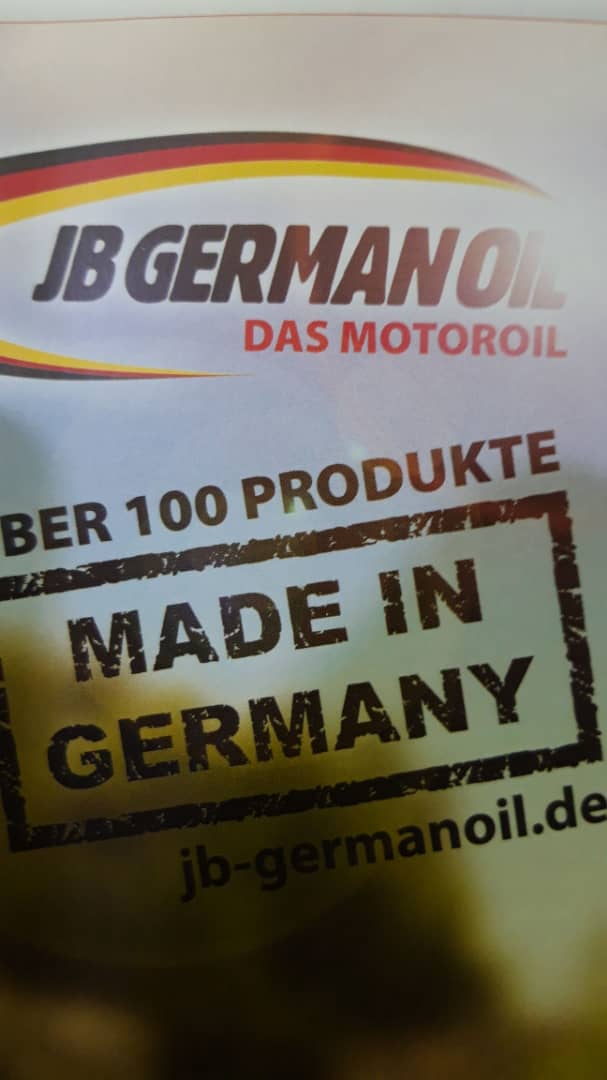 JB GERMAN OIL
DAS MOTOROIL
BER 100 PRODUKTE
MADE IN
GERMANY
jb-germanoil.de